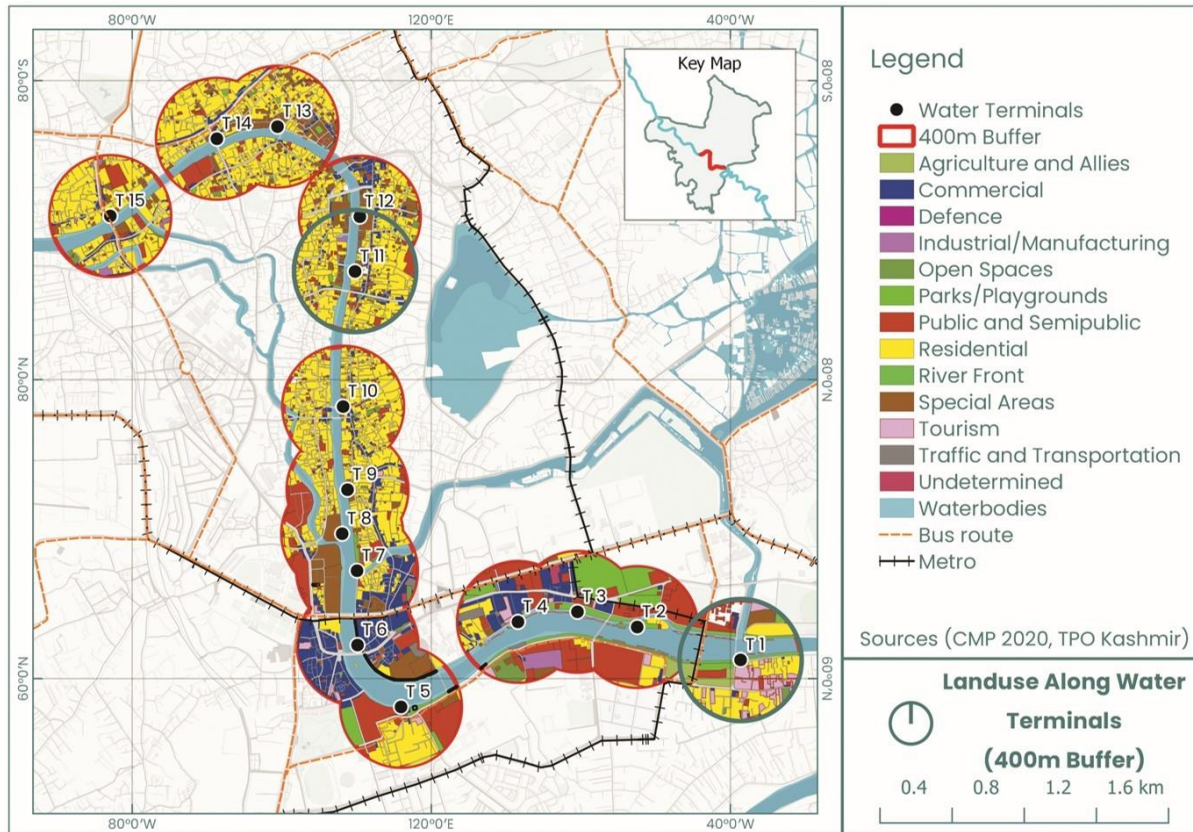 80°0'W
120°0'E
40°0'W
80°0'S
S'0°08
80°0'N
N'0°08
60°0'N
N'0°09
80°0'W
120°0'E
40°0'W
Key Map
T 14
T 13
T 15
T 12
T 11
T 10
T 9
T 8
T 7
T 6
T 5
T 4
T 3
T 2
T 1
Legend
Water Terminals
400m Buffer
Agriculture and Allies
Commercial
Defence
Industrial/Manufacturing
Open Spaces
Parks/Playgrounds
Public and Semipublic
Residential
River Front
Special Areas
Tourism
Traffic and Transportation
Undetermined
Waterbodies
Bus route
Metro
Sources (CMP 2020, TPO Kashmir)
Landuse Along Water
Terminals
(400m Buffer)
0.4 0.8 1.2 1.6 km